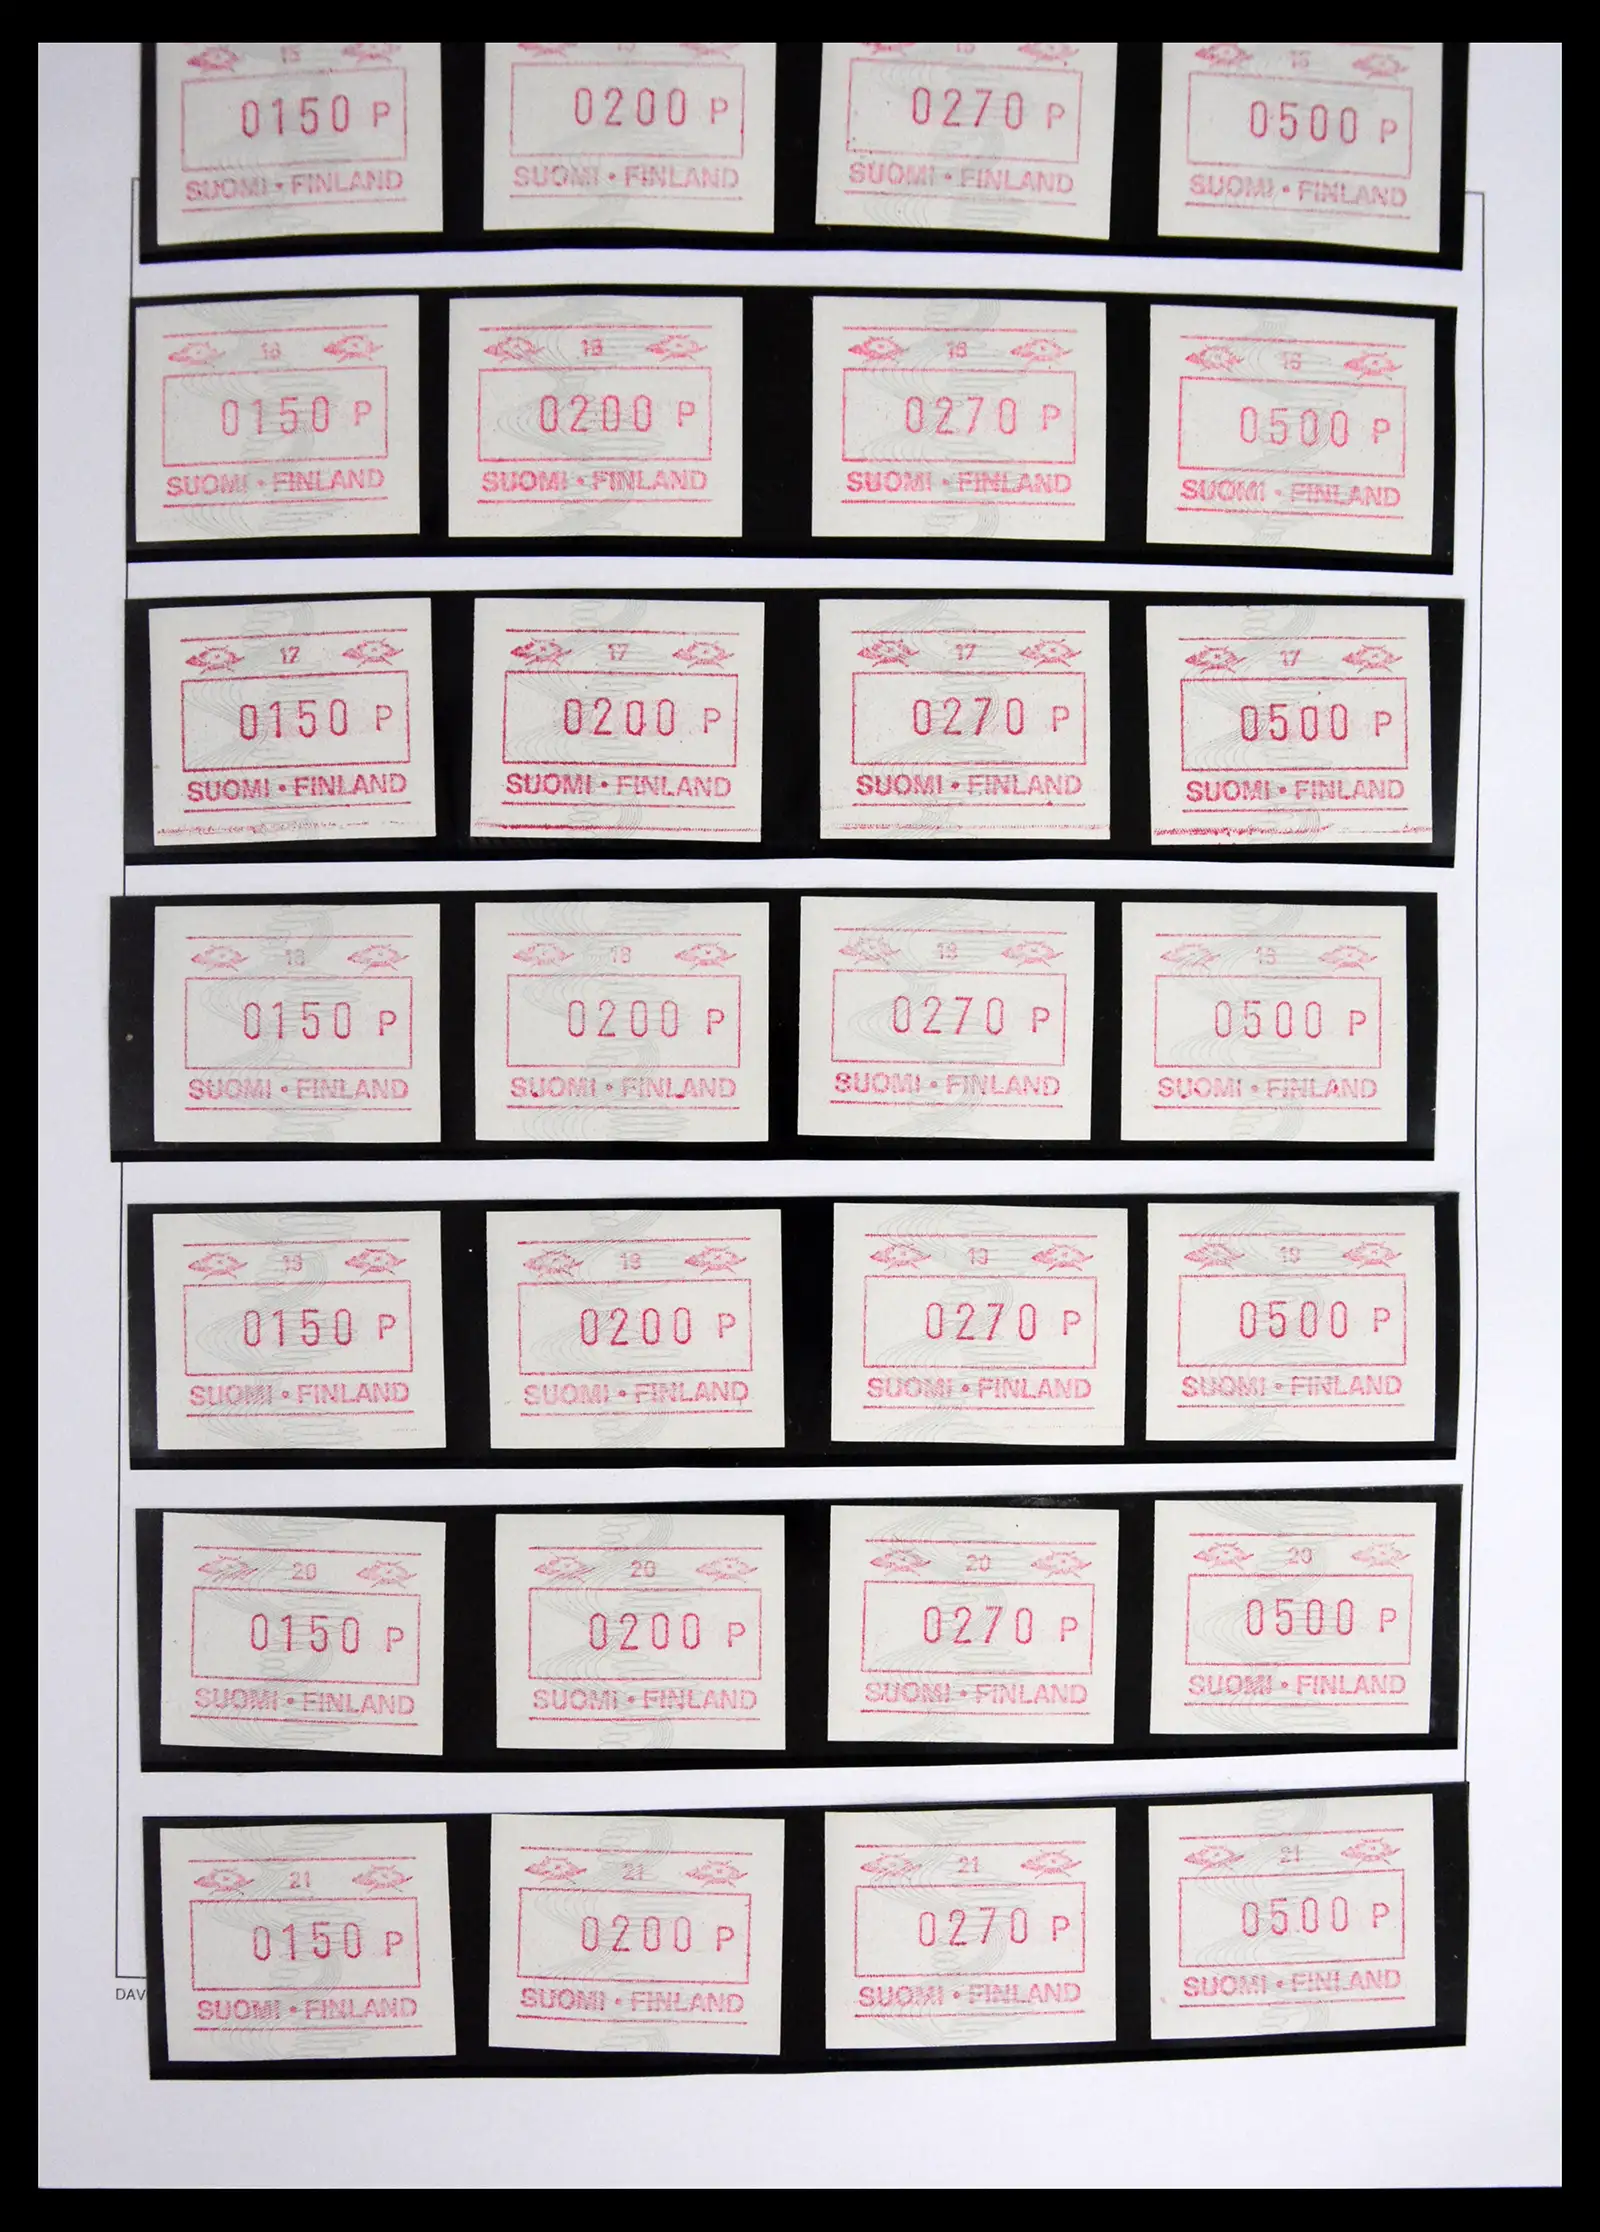 15 15 15 15
0150 P 0200 P 0270 P 0500 P
SUOMI • FINLAND SUOMI • FINLAND SUOMI • FINLAND SUOMI • FINLAND
16 16 16 16
0150 P 0200 P 0270 P 0500 P
SUOMI • FINLAND SUOMI • FINLAND SUOMI • FINLAND SUOMI • FINLAND
17 17 17 17
0150 P 0200 P 0270 P 0500 P
SUOMI • FINLAND SUOMI • FINLAND SUOMI • FINLAND SUOMI • FINLAND
18 18 18 18
0150 P 0200 P 0270 P 0500 P
SUOMI • FINLAND SUOMI • FINLAND SUOMI • FINLAND SUOMI • FINLAND
19 19 19 19
0150 P 0200 P 0270 P 0500 P
SUOMI • FINLAND SUOMI • FINLAND SUOMI • FINLAND SUOMI • FINLAND
20 20 20 20
0150 P 0200 P 0270 P 0500 P
SUOMI • FINLAND SUOMI • FINLAND SUOMI • FINLAND SUOMI • FINLAND
21 21 21 21
0150 P 0200 P 0270 P 0500 P
SUOMI • FINLAND SUOMI • FINLAND SUOMI • FINLAND SUOMI • FINLAND
DAV